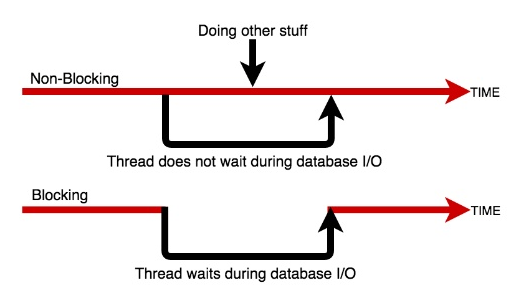 Doing other stuff
Non-Blocking
TIME
Thread does not wait during database I/O
Blocking
TIME
Thread waits during database I/O